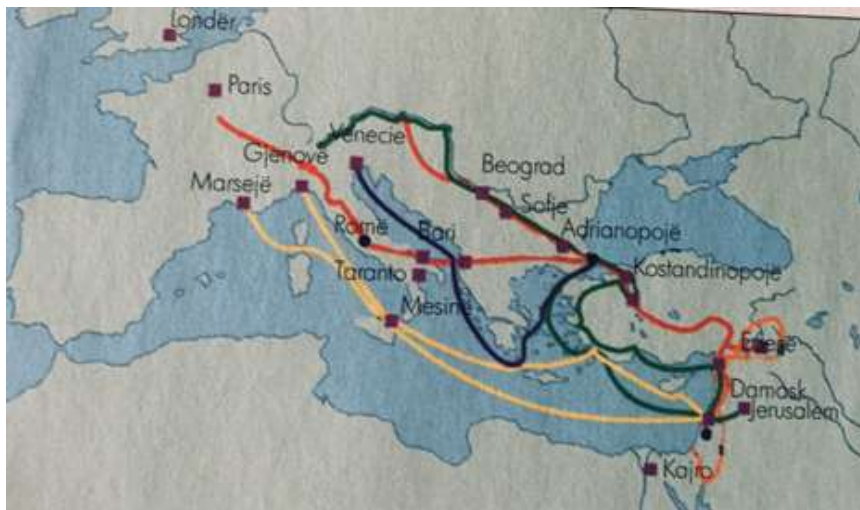 Londër
Paris
Venecie
Gjenovë
Beograd
Marsejë
Sofje
Romë
Bari
Adrianopojë
Taranto
Kostandinopojë
Mesinë
Damask
Jerusalem
Kajro